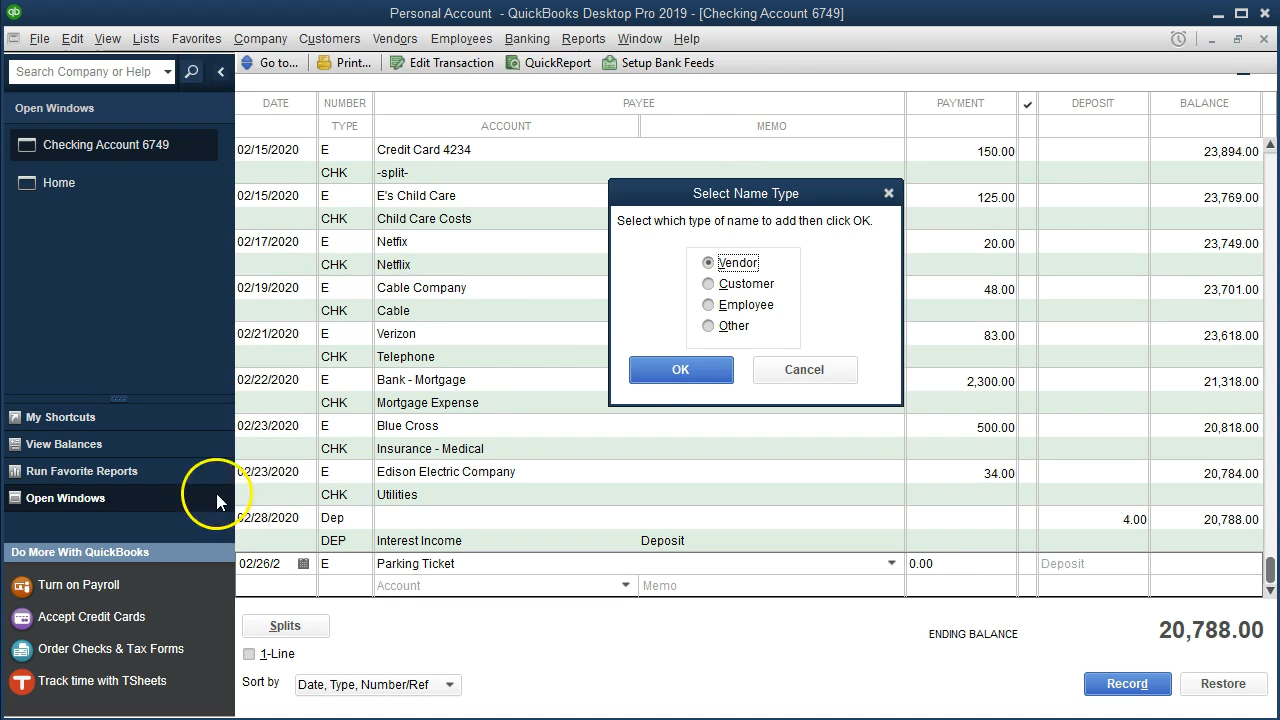 Personal Account - QuickBooks Desktop Pro 2019 - [Checking Account 6749]
File Edit View Lists Favorites Company Customers Vendors Employees Banking Reports Window Help
Search Company or Help
Go to... Print... Edit Transaction QuickReport Setup Bank Feeds
Open Windows
Checking Account 6749
Home
My Shortcuts
View Balances
Run Favorite Reports
Open Windows
Do More With QuickBooks
Turn on Payroll
Accept Credit Cards
Order Checks & Tax Forms
Track time with TSheets
DATE NUMBER PAYEE PAYMENT ✓ DEPOSIT BALANCE
TYPE ACCOUNT MEMO
02/15/2020 E Credit Card 4234 150.00 23,894.00
CHK -split-
02/15/2020 E E's Child Care 125.00 23,769.00
CHK Child Care Costs
02/17/2020 E Netfix 20.00 23,749.00
CHK Netflix
02/19/2020 E Cable Company 48.00 23,701.00
CHK Cable
02/21/2020 E Verizon 83.00 23,618.00
CHK Telephone
02/22/2020 E Bank - Mortgage 2,300.00 21,318.00
CHK Mortgage Expense
02/23/2020 E Blue Cross 500.00 20,818.00
CHK Insurance - Medical
02/23/2020 E Edison Electric Company 34.00 20,784.00
CHK Utilities
02/28/2020 Dep 4.00 20,788.00
DEP Interest Income Deposit
02/26/2 E Parking Ticket 0.00 Deposit
Account Memo
Select Name Type
Select which type of name to add then click OK.
Vendor
Customer
Employee
Other
OK Cancel
Splits
ENDING BALANCE 20,788.00
1-Line
Sort by Date, Type, Number/Ref
Record Restore